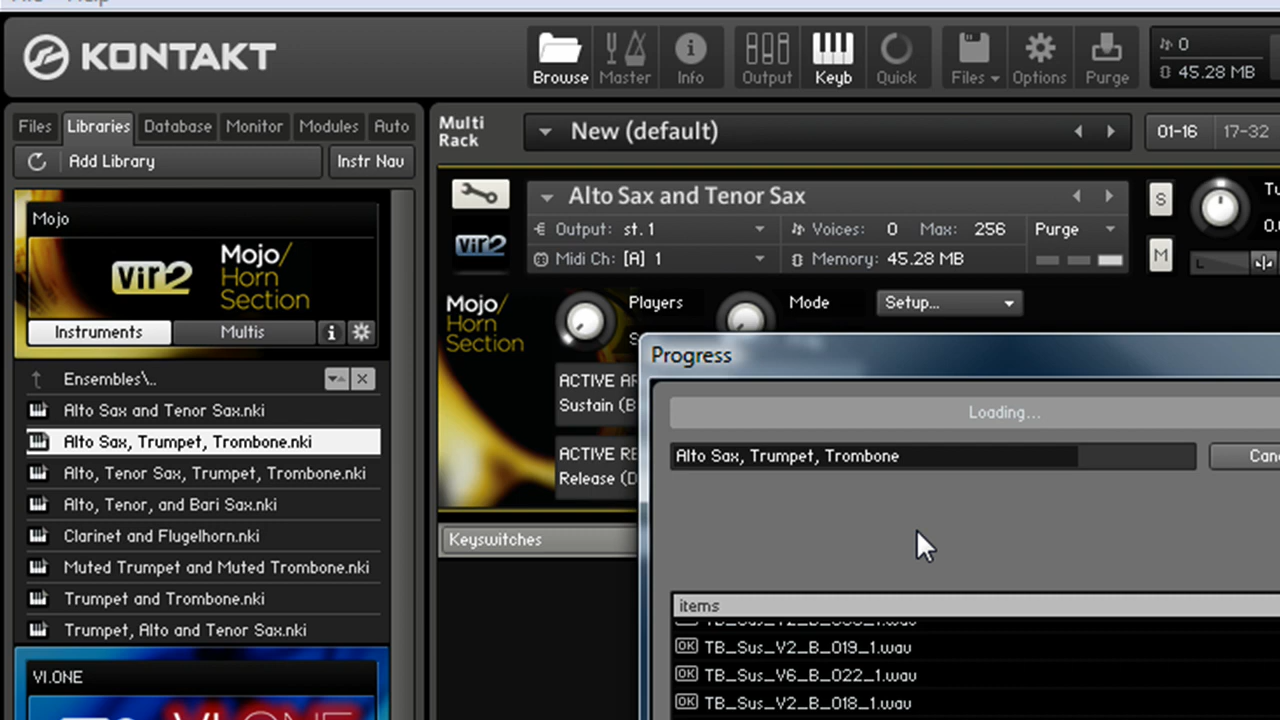 KONTAKT
Browse Master Info Output Keyb Quick Files Options Purge
0
45.28 MB
Files Libraries Database Monitor Modules Auto
Add Library Instr Nav
Multi Rack
New (default)
01-16 17-32
Mojo
Vir2 Mojo/ Horn Section
Instruments Multis
Ensembles\..
Alto Sax and Tenor Sax.nki
Alto Sax, Trumpet, Trombone.nki
Alto, Tenor Sax, Trumpet, Trombone.nki
Alto, Tenor, and Bari Sax.nki
Clarinet and Flugelhorn.nki
Muted Trumpet and Muted Trombone.nki
Trumpet and Trombone.nki
Trumpet, Alto and Tenor Sax.nki
VI.ONE
Alto Sax and Tenor Sax
Output: st. 1 Voices: 0 Max: 256 Purge
Midi Ch: [A] 1 Memory: 45.28 MB
Vir2
S
M
L
Mojo/ Horn Section
Players Mode Setup...
ACTIVE AR
Sustain (B
ACTIVE RE
Release (D
Keyswitches
Progress
Loading...
Alto Sax, Trumpet, Trombone
Canc
items
OK TB_Sus_V2_B_019_1.wav
OK TB_Sus_V6_B_022_1.wav
OK TB_Sus_V2_B_018_1.wav